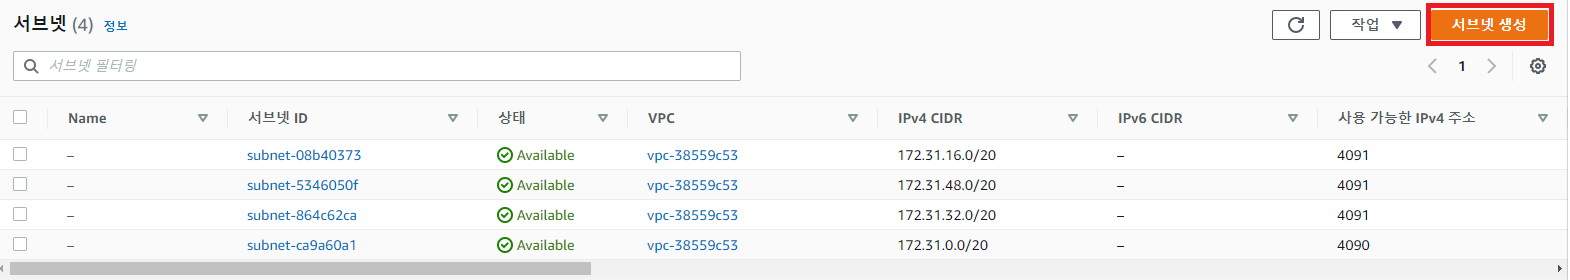 서브넷 (4) 정보
작업
서브넷 생성
서브넷 필터링
1
Name 서브넷 ID 상태 VPC IPv4 CIDR IPv6 CIDR 사용 가능한 IPv4 주소
– subnet-08b40373 Available vpc-38559c53 172.31.16.0/20 – 4091
– subnet-5346050f Available vpc-38559c53 172.31.48.0/20 – 4091
– subnet-864c62ca Available vpc-38559c53 172.31.32.0/20 – 4091
– subnet-ca9a60a1 Available vpc-38559c53 172.31.0.0/20 – 4090